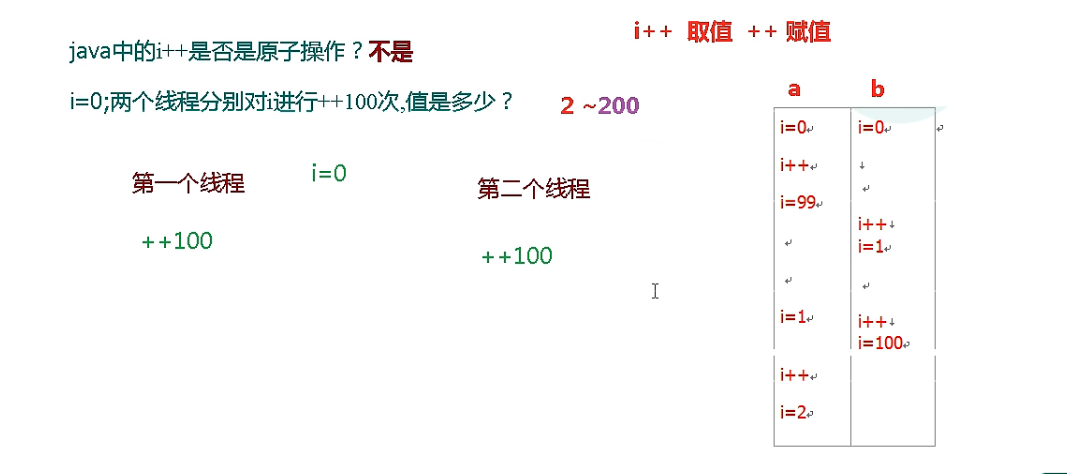 i++ 取值 ++ 赋值
java中的i++是否是原子操作？不是
i=0;两个线程分别对i进行++100次,值是多少？ 2 ~200
第一个线程 i=0 第二个线程
++100 ++100
a b
i=0 i=0
i++
i=99
i++
i=1
i=1
i++
i=100
i++
i=2